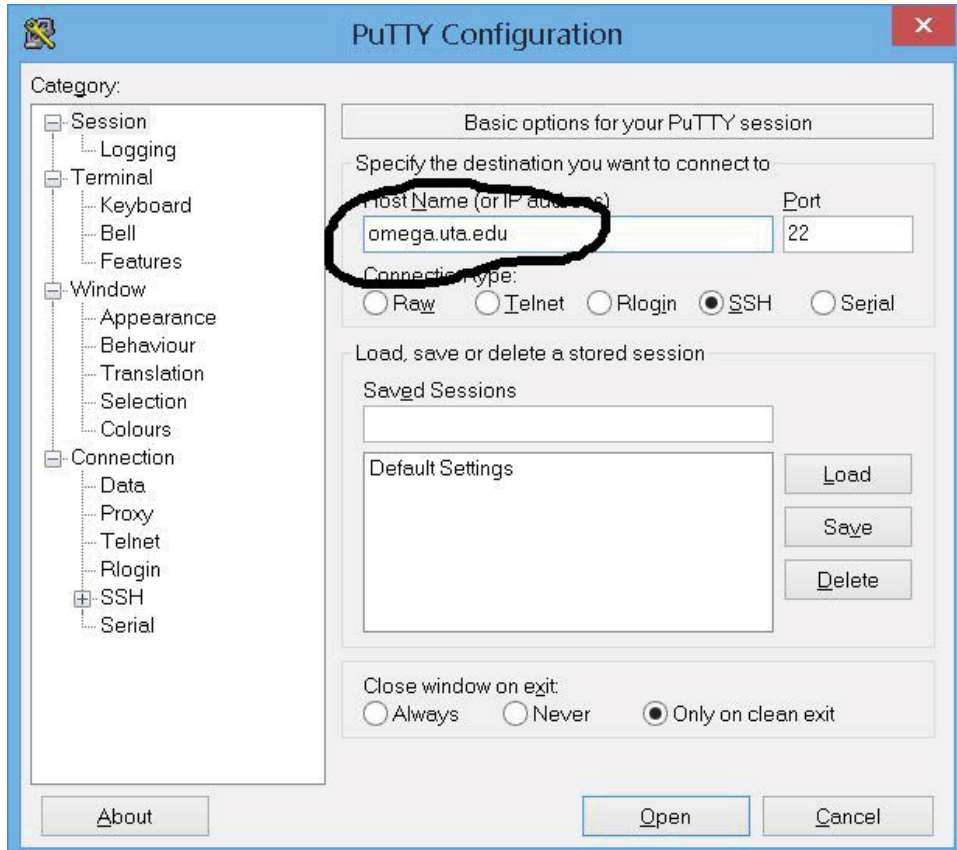 PuTTY Configuration
Category:
Session
Logging
Terminal
Keyboard
Bell
Features
Window
Appearance
Behaviour
Translation
Selection
Colours
Connection
Data
Proxy
Telnet
Rlogin
SSH
Serial
Basic options for your PuTTY session
Specify the destination you want to connect to
Host Name (or IP address) Port
omega.uta.edu 22
Connection type:
Raw Telnet Rlogin SSH Serial
Load, save or delete a stored session
Saved Sessions
Default Settings
Load
Save
Delete
Close window on exit:
Always Never Only on clean exit
About Open Cancel